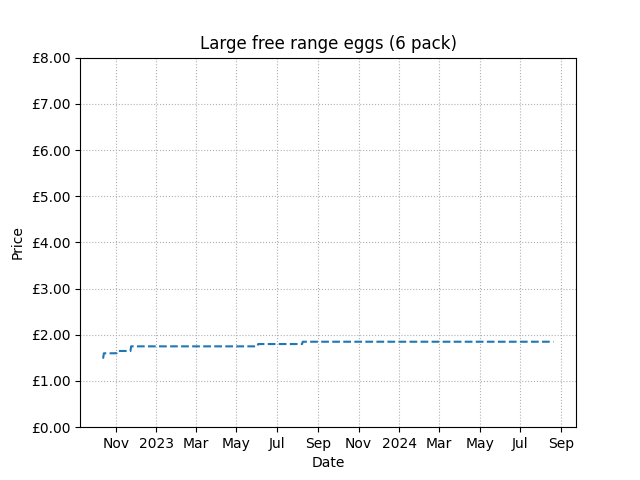 Large free range eggs (6 pack)
£8.00
£7.00
£6.00
£5.00
£4.00
£3.00
£2.00
£1.00
£0.00
Price
Nov 2023 Mar May Jul Sep Nov 2024 Mar May Jul Sep
Date